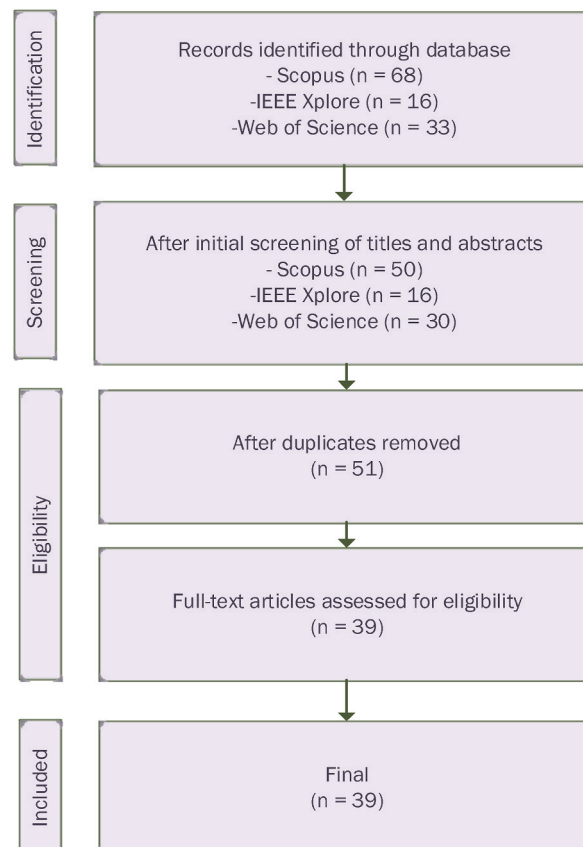 Identification
Records identified through database
- Scopus (n = 68)
-IEEE Xplore (n = 16)
-Web of Science (n = 33)
Screening
After initial screening of titles and abstracts
- Scopus (n = 50)
-IEEE Xplore (n = 16)
-Web of Science (n = 30)
Eligibility
After duplicates removed
(n = 51)
Full-text articles assessed for eligibility
(n = 39)
Included
Final
(n = 39)